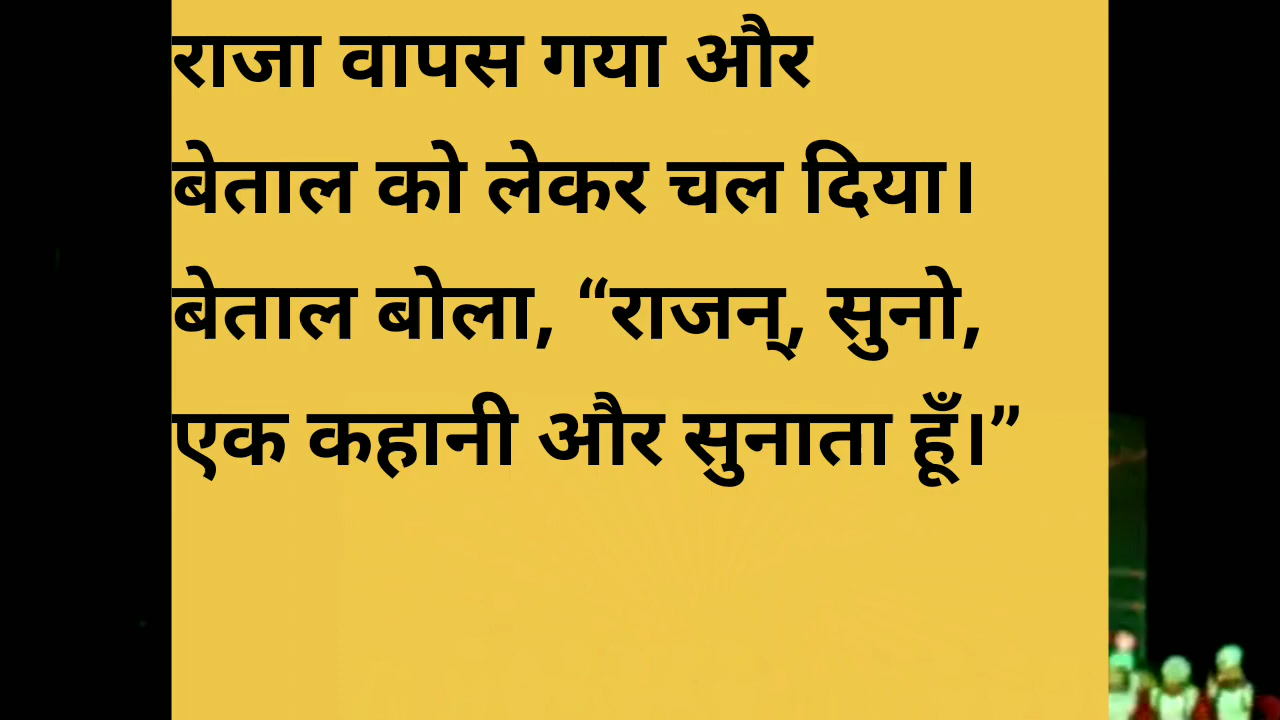 राजा वापस गया और
बेताल को लेकर चल दिया।
बेताल बोला, “राजन्, सुनो,
एक कहानी और सुनाता हूँ।”